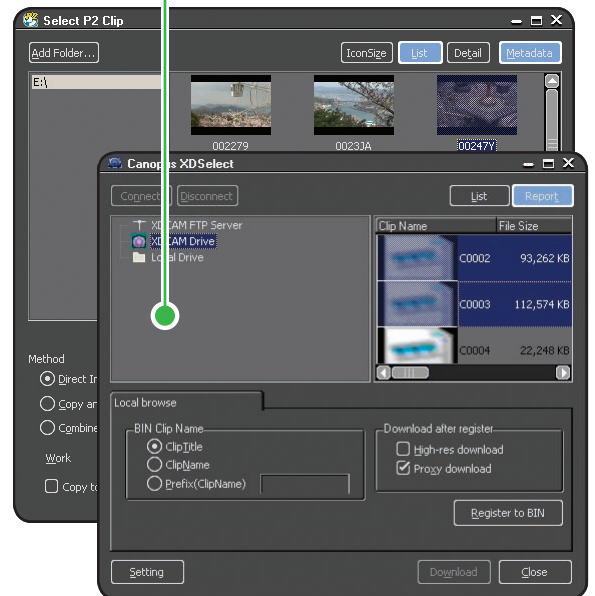 Select P2 Clip
Add Folder...
IconSize
List
Detail
Metadata
E:\
002279
0023JA
00247Y
Canopus XDSelect
Connect
Disconnect
List
Report
XDCAM FTP Server
XDCAM Drive
Local Drive
Clip Name
File Size
C0002
93,262 KB
C0003
112,574 KB
C0004
22,248 KB
Method
Direct
Copy
Combine
Work
Copy
Local browse
BIN Clip Name
ClipTitle
ClipName
Prefix(ClipName)
Download after register
High-res download
Proxy download
Register to BIN
Setting
Download
Close